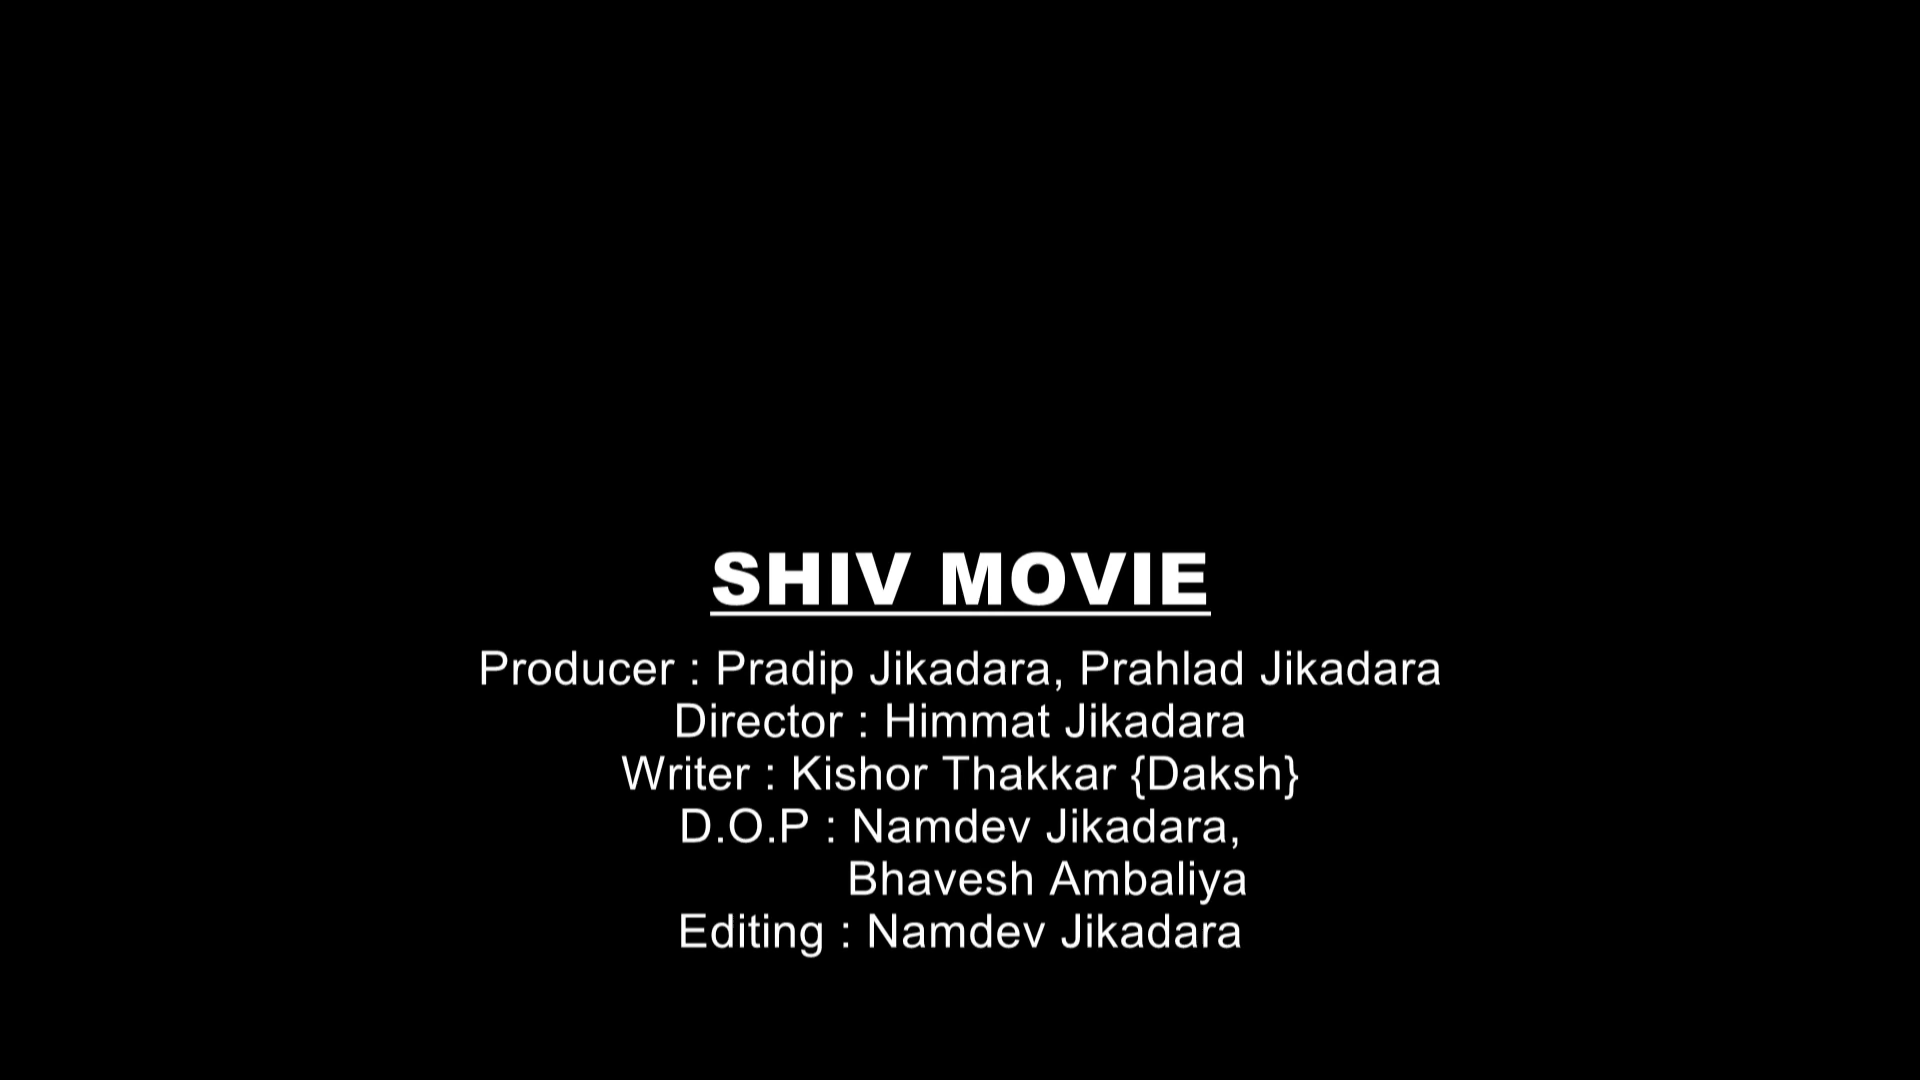 SHIV MOVIE
Producer : Pradip Jikadara, Prahlad Jikadara
Director : Himmat Jikadara
Writer : Kishor Thakkar {Daksh}
D.O.P : Namdev Jikadara,
Bhavesh Ambaliya
Editing : Namdev Jikadara